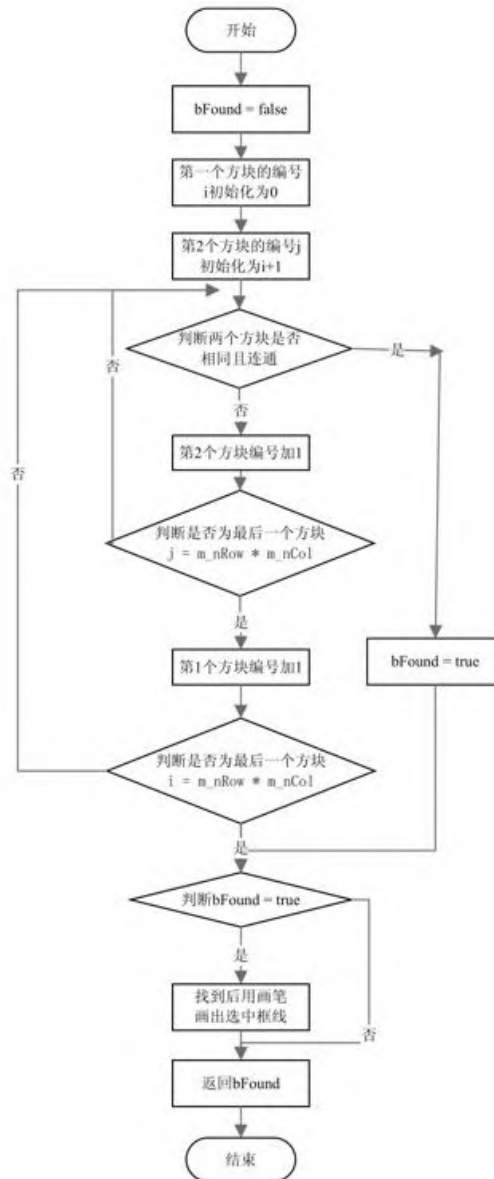 开始
bFound = false
第一个方块的编号
i初始化为0
第2个方块的编号j
初始化为i+1
判断两个方块是否
相同且连通
是
否
否
第2个方块编号加1
否
判断是否为最后一个方块
j = m_nRow * m_nCol
是
第1个方块编号加1
bFound = true
判断是否为最后一个方块
i = m_nRow * m_nCol
是
判断bFound = true
是
找到后用画笔
画出选中框线
否
返回bFound
结束